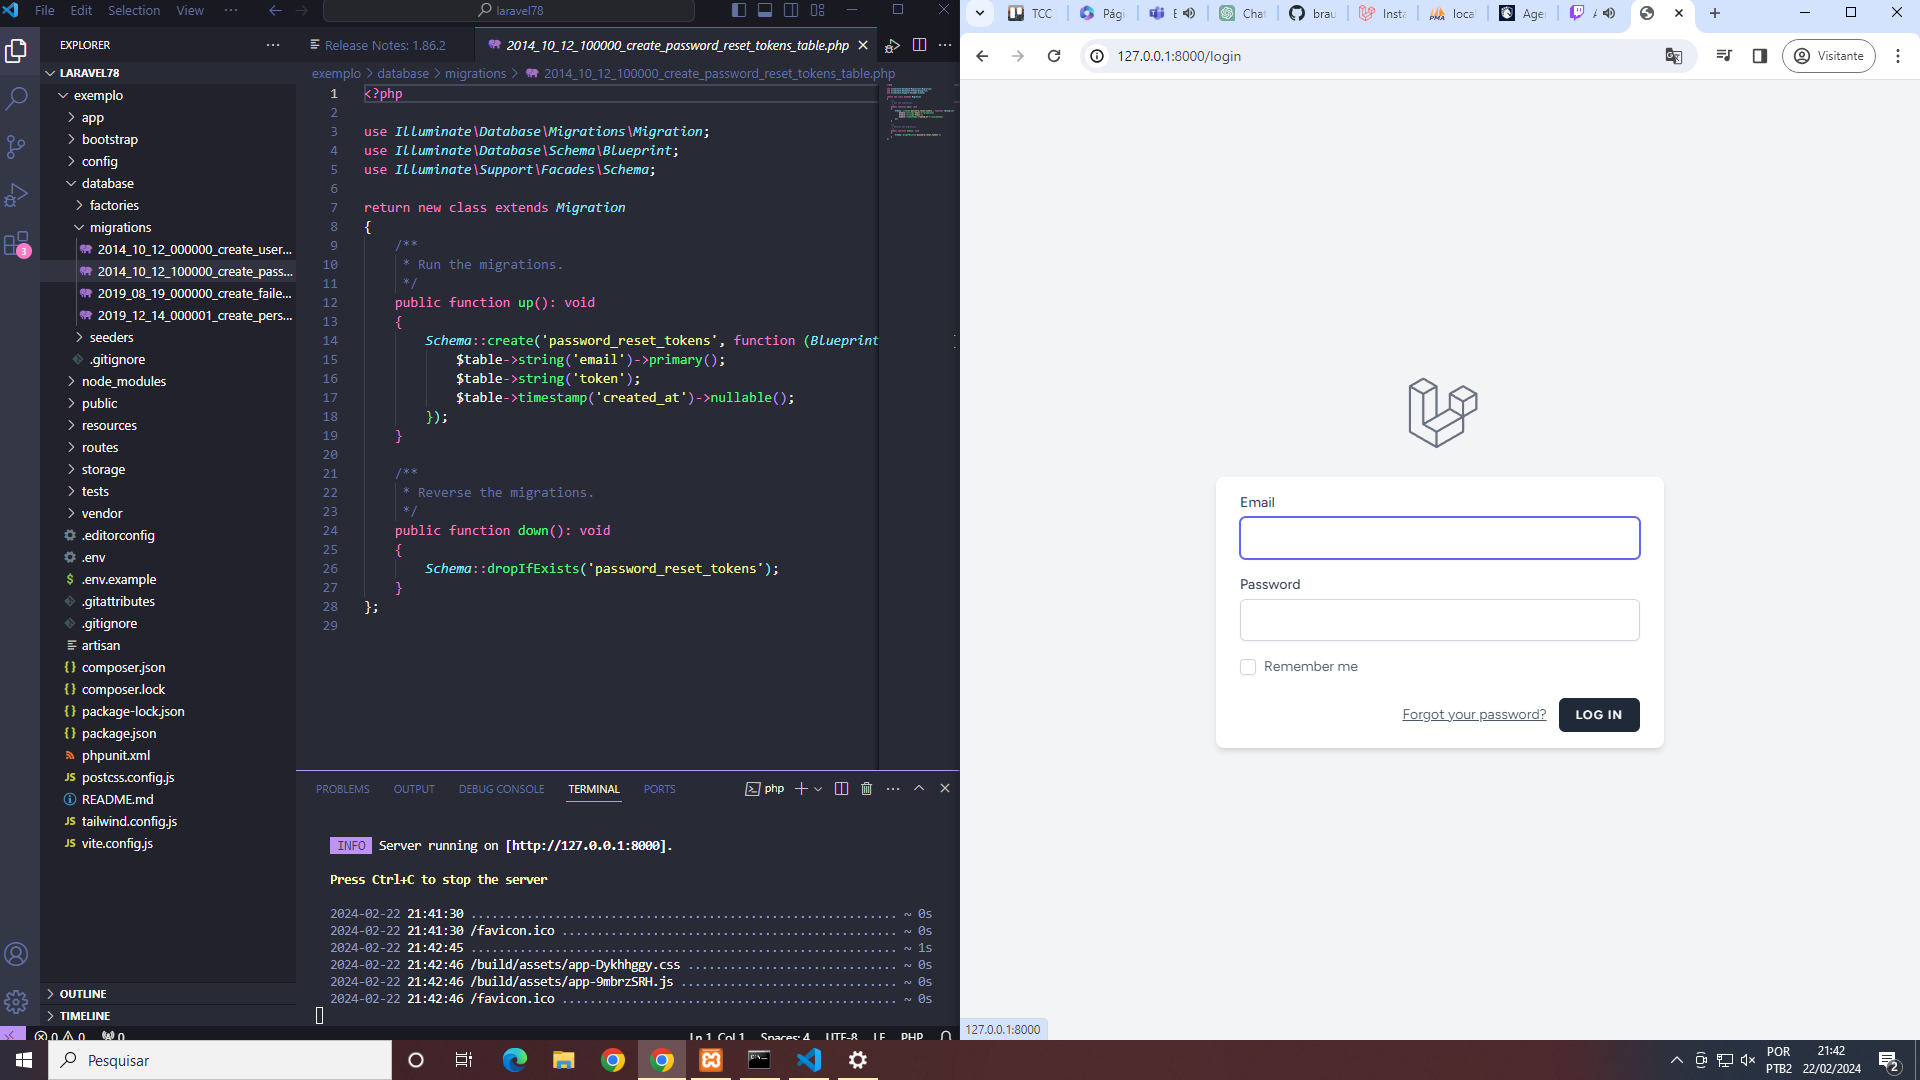 File Edit Selection View ··· laravel78
EXPLORER
LARAVEL78
exemplo
app
bootstrap
config
database
factories
migrations
2014_10_12_000000_create_user...
2014_10_12_100000_create_pass...
2019_08_19_000000_create_faile...
2019_12_14_000001_create_pers...
seeders
.gitignore
node_modules
public
resources
routes
storage
tests
vendor
.editorconfig
.env
.env.example
.gitattributes
.gitignore
artisan
composer.json
composer.lock
package-lock.json
package.json
phpunit.xml
postcss.config.js
README.md
tailwind.config.js
vite.config.js
OUTLINE
TIMELINE
3
Release Notes: 1.86.2 2014_10_12_100000_create_password_reset_tokens_table.php
exemplo > database > migrations > 2014_10_12_100000_create_password_reset_tokens_table.php
1 <?php
2
3 use Illuminate\Database\Migrations\Migration;
4 use Illuminate\Database\Schema\Blueprint;
5 use Illuminate\Support\Facades\Schema;
6
7 return new class extends Migration
8 {
9 /**
10 * Run the migrations.
11 */
12 public function up(): void
13 {
14 Schema::create('password_reset_tokens', function (Blueprint
15 $table->string('email')->primary();
16 $table->string('token');
17 $table->timestamp('created_at')->nullable();
18 });
19 }
20
21 /**
22 * Reverse the migrations.
23 */
24 public function down(): void
25 {
26 Schema::dropIfExists('password_reset_tokens');
27 }
28 };
29
PROBLEMS OUTPUT DEBUG CONSOLE TERMINAL PORTS php
INFO Server running on [http://127.0.0.1:8000].
Press Ctrl+C to stop the server
2024-02-22 21:41:30 ........................................................ ~ 0s
2024-02-22 21:41:30 /favicon.ico ............................................ ~ 0s
2024-02-22 21:42:45 ........................................................ ~ 1s
2024-02-22 21:42:46 /build/assets/app-Dykhhggy.css ............................ ~ 0s
2024-02-22 21:42:46 /build/assets/app-9mbrzSRH.js ............................. ~ 0s
2024-02-22 21:42:46 /favicon.ico ............................................ ~ 0s
0 0 0 Ln 1, Col 1 Spaces: 4 UTF-8 LF PHP
TCC Pági E Chat brau Insta local Agen A
127.0.0.1:8000/login Visitante
Email
Password
Remember me
Forgot your password? LOG IN
127.0.0.1:8000
Pesquisar
POR
PTB2
21:42
22/02/2024
2